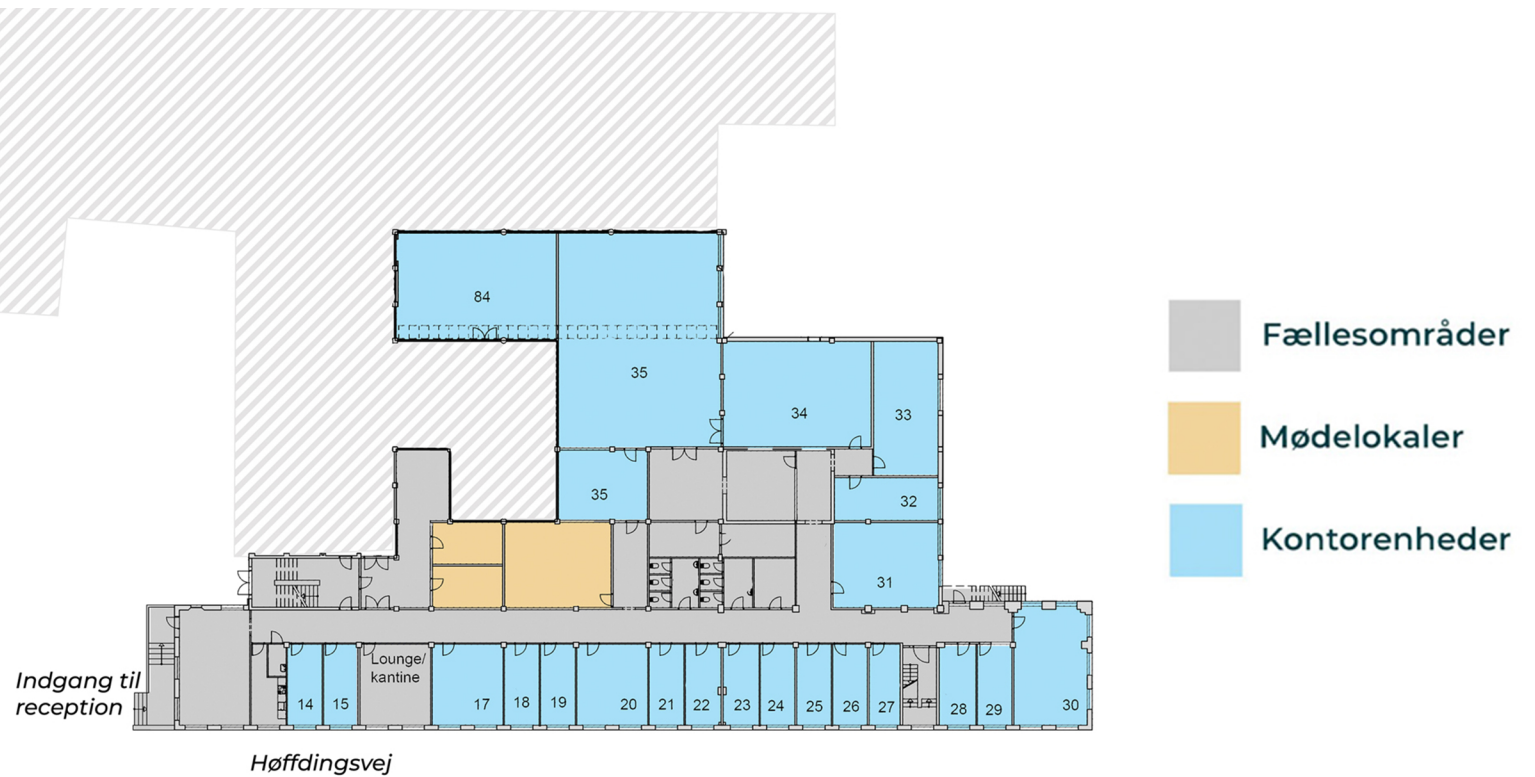 84
35
34
33
35
32
31
Lounge/
kantine
14
15
17
18
19
20
21
22
23
24
25
26
27
28
29
30
Indgang til
reception
Høffdingsvej
Fællesområder
Mødelokaler
Kontorenheder